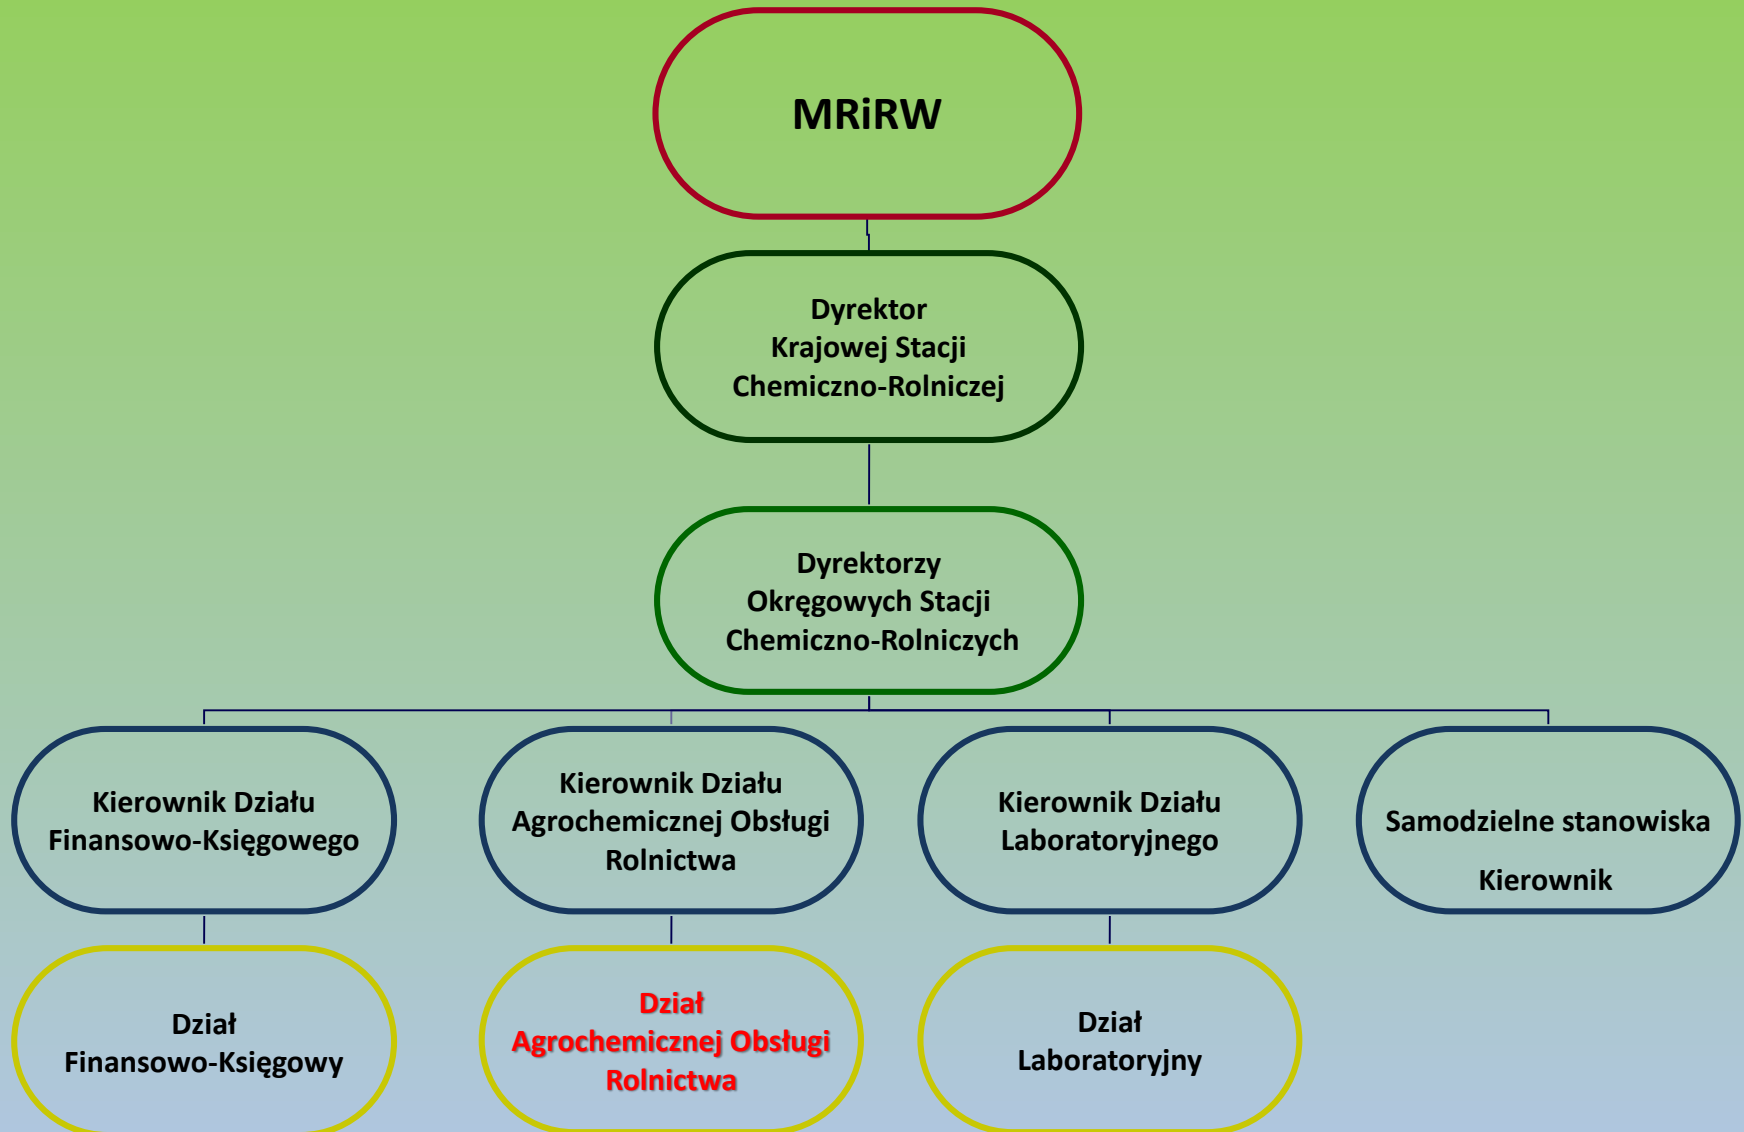 MRiRW
Dyrektor
Krajowej Stacji
Chemiczno-Rolniczej
Dyrektorzy
Okręgowych Stacji
Chemiczno-Rolniczych
Kierownik Działu
Finansowo-Księgowego
Kierownik Działu
Agrochemicznej Obsługi
Rolnictwa
Kierownik Działu
Laboratoryjnego
Samodzielne stanowiska
Kierownik
Dział
Finansowo-Księgowy
Dział
Agrochemicznej Obsługi
Rolnictwa
Dział
Laboratoryjny